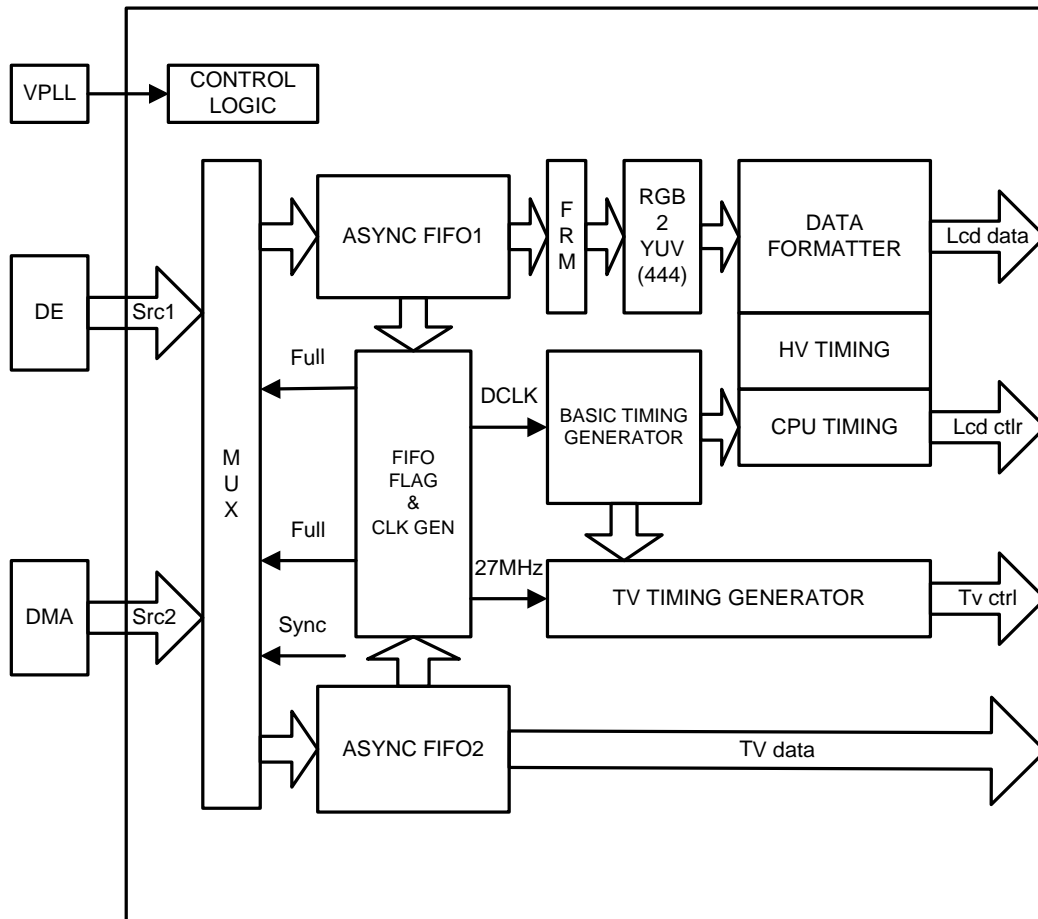 VPLL
CONTROL
LOGIC
DE
Src1
DMA
Src2
M
U
X
ASYNC FIFO1
F
R
M
RGB
2
YUV
(444)
DATA
FORMATTER
Lcd data
HV TIMING
CPU TIMING
Lcd ctlr
Full
FIFO
FLAG
&
CLK GEN
DCLK
BASIC TIMING
GENERATOR
Full
27MHz
TV TIMING GENERATOR
Tv ctrl
Sync
ASYNC FIFO2
TV data